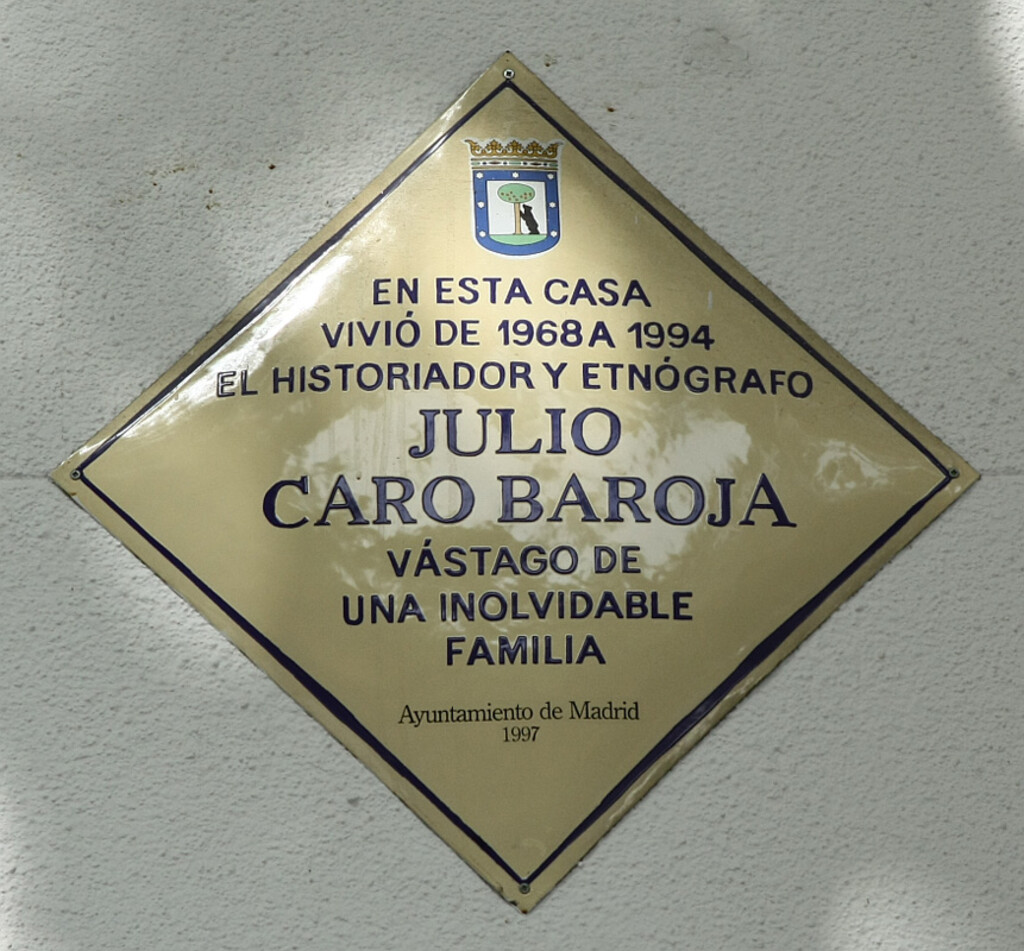 EN ESTA CASA
VIVIÓ DE 1968 A 1994
EL HISTORIADOR Y ETNÓGRAFO
JULIO
CARO BAROJA
VÁSTAGO DE
UNA INOLVIDABLE
FAMILIA
Ayuntamiento de Madrid
1997